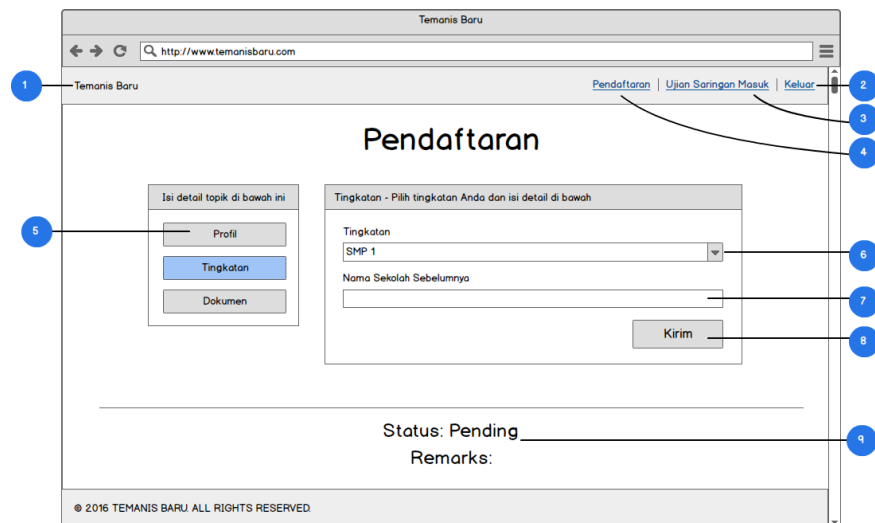 Temanis Baru
http://www.temanisbaru.com
1
Temanis Baru
Pendaftaran | Ujian Saringan Masuk | Keluar
2
3
4
Pendaftaran
Isi detail topik di bawah ini
Tingkatan - Pilih tingkatan Anda dan isi detail di bawah
5
Profil
Tingkatan
SMP 1
6
Tingkatan
Nama Sekolah Sebelumnya
7
Dokumen
Kirim
8
Status: Pending
9
Remarks:
© 2016 TEMANIS BARU. ALL RIGHTS RESERVED.